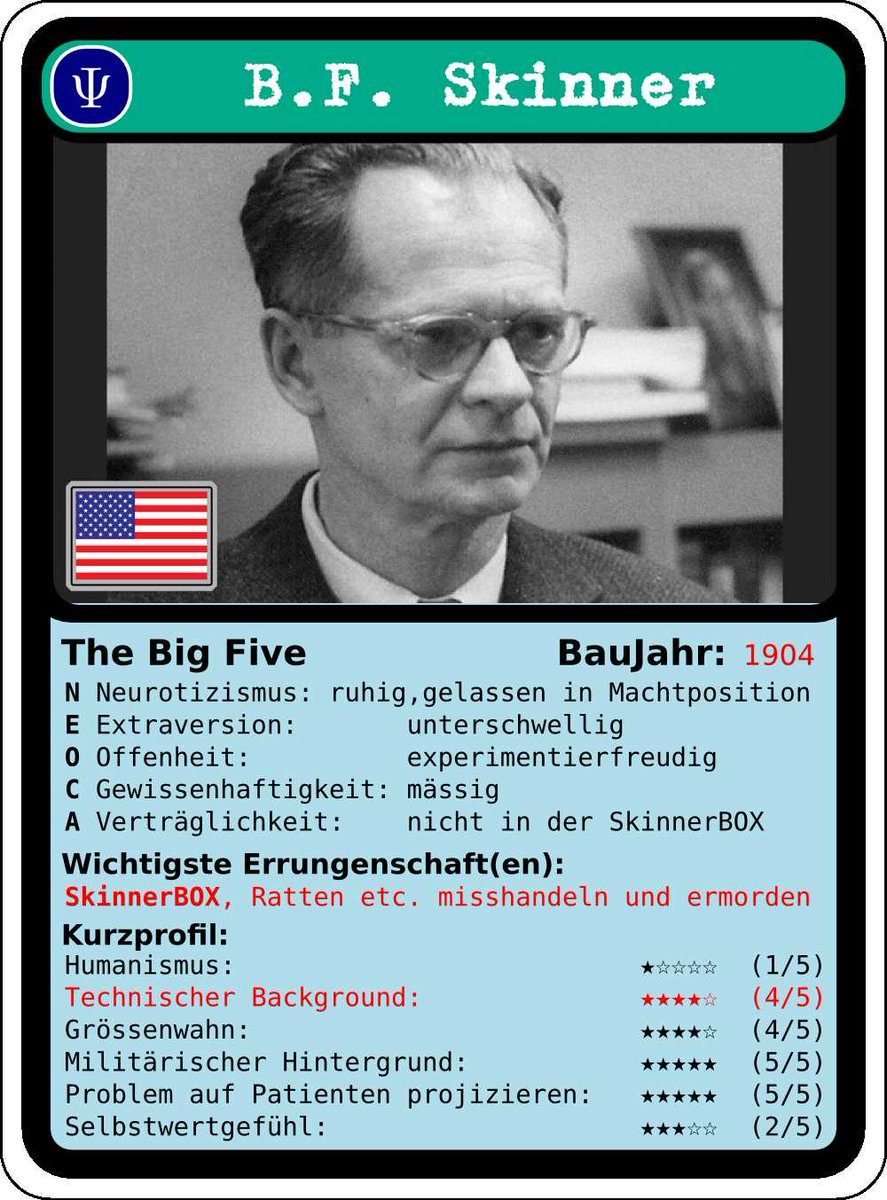 Ψ B.F. Skinner
The Big Five BauJahr: 1904
N Neurotizismus: ruhig,gelassen in Machtposition
E Extraversion: unterschwellig
O Offenheit: experimentierfreudig
C Gewissenhaftigkeit: mässig
A Verträglichkeit: nicht in der SkinnerBOX
Wichtigste Errungenschaft(en):
SkinnerBOX, Ratten etc. misshandeln und ermorden
Kurzprofil:
Humanismus: ★☆☆☆☆ (1/5)
Technischer Background: ★★★★☆ (4/5)
Grössenwahn: ★★★★☆ (4/5)
Militärischer Hintergrund: ★★★★★ (5/5)
Problem auf Patienten projizieren: ★★★★★ (5/5)
Selbstwertgefühl: ★★★☆☆ (2/5)